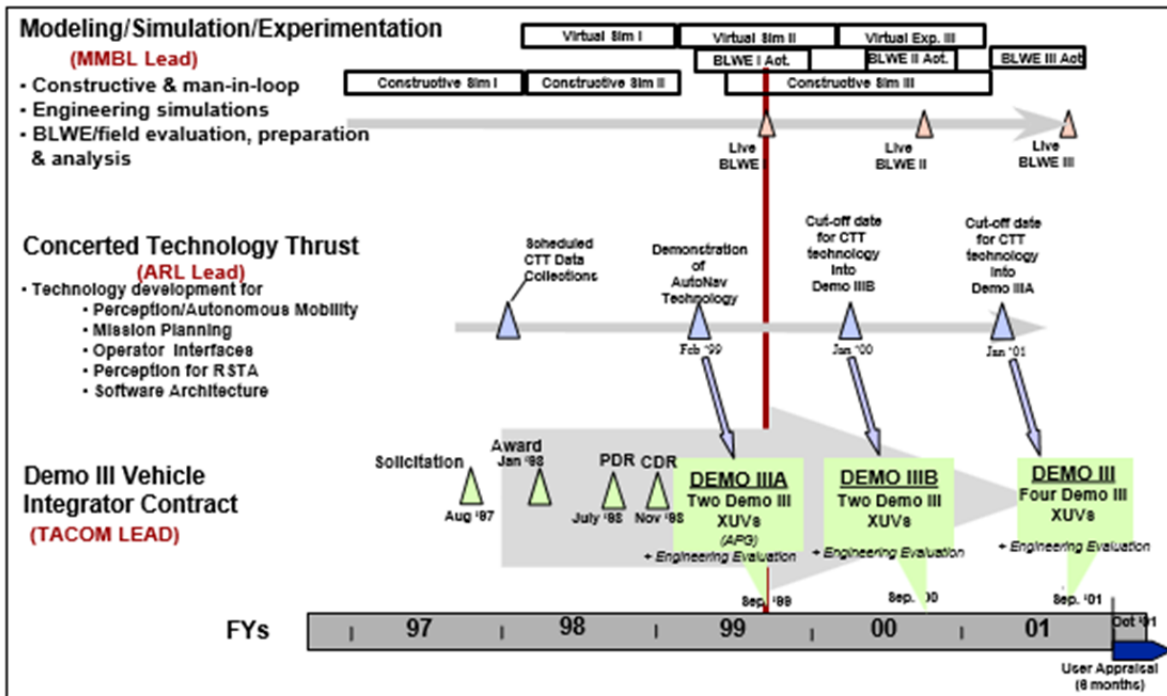 Modeling/Simulation/Experimentation
(MMBL Lead)
• Constructive & man-in-loop
• Engineering simulations
• BLWE/field evaluation, preparation
& analysis
Virtual Sim I
Virtual Sim II
Virtual Exp. III
BLWE I Act.
BLWE II Act.
BLWE III Act
Constructive Sim I
Constructive Sim II
Constructive Sim III
Live
BLWE I
Live
BLWE II
Live
BLWE III
Concerted Technology Thrust
(ARL Lead)
• Technology development for
• Perception/Autonomous Mobility
• Mission Planning
• Operator Interfaces
• Perception for RSTA
• Software Architecture
Scheduled
CTT Data
Collections
Demonstration
of
AutoNav
Technology
Cut-off date
for CTT
technology
into
Demo IIIB
Cut-off date
for CTT
technology
into
Demo IIIA
Feb '99
Jan '00
Jan '01
Demo III Vehicle
Integrator Contract
(TACOM LEAD)
Solicitation
Aug '97
Award
Jan '98
PDR
July '98
CDR
Nov '98
DEMO IIIA
Two Demo III
XUVs
(APG)
+ Engineering Evaluation
DEMO IIIB
Two Demo III
XUVs
+ Engineering Evaluation
DEMO III
Four Demo III
XUVs
+ Engineering Evaluation
Sep. '99
Sep. '00
Sep. '01
FYs
97
98
99
00
01
Oct '91
User Appraisal
(6 months)